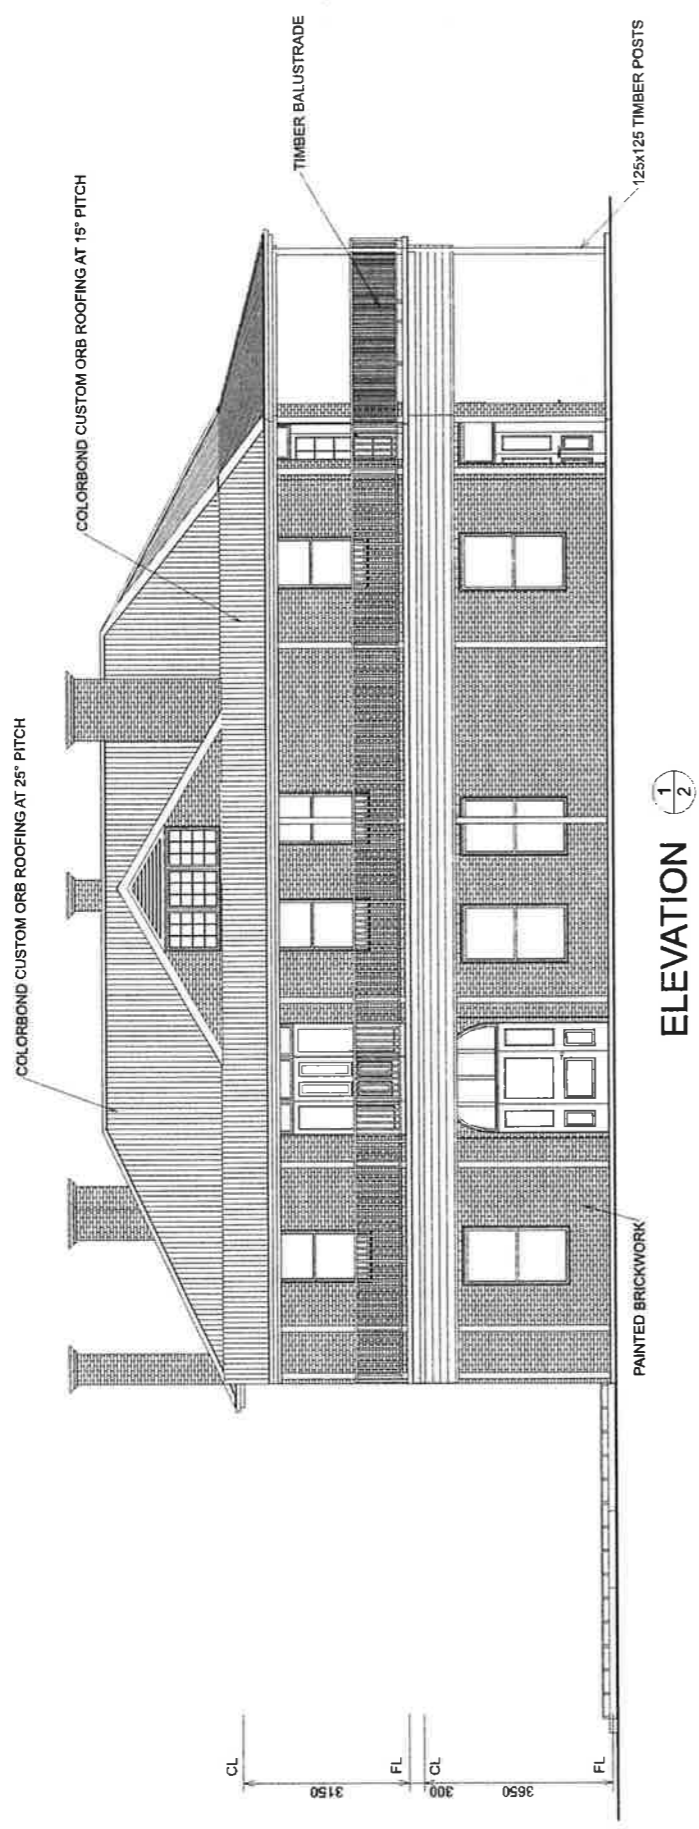 COLORBOND CUSTOM ORB ROOFING AT 25° PITCH
COLORBOND CUSTOM ORB ROOFING AT 15° PITCH
TIMBER BALUSTRADE
125x125 TIMBER POSTS
PAINTED BRICKWORK
CL
3150
FL
300
CL
3650
FL
ELEVATION
1
2